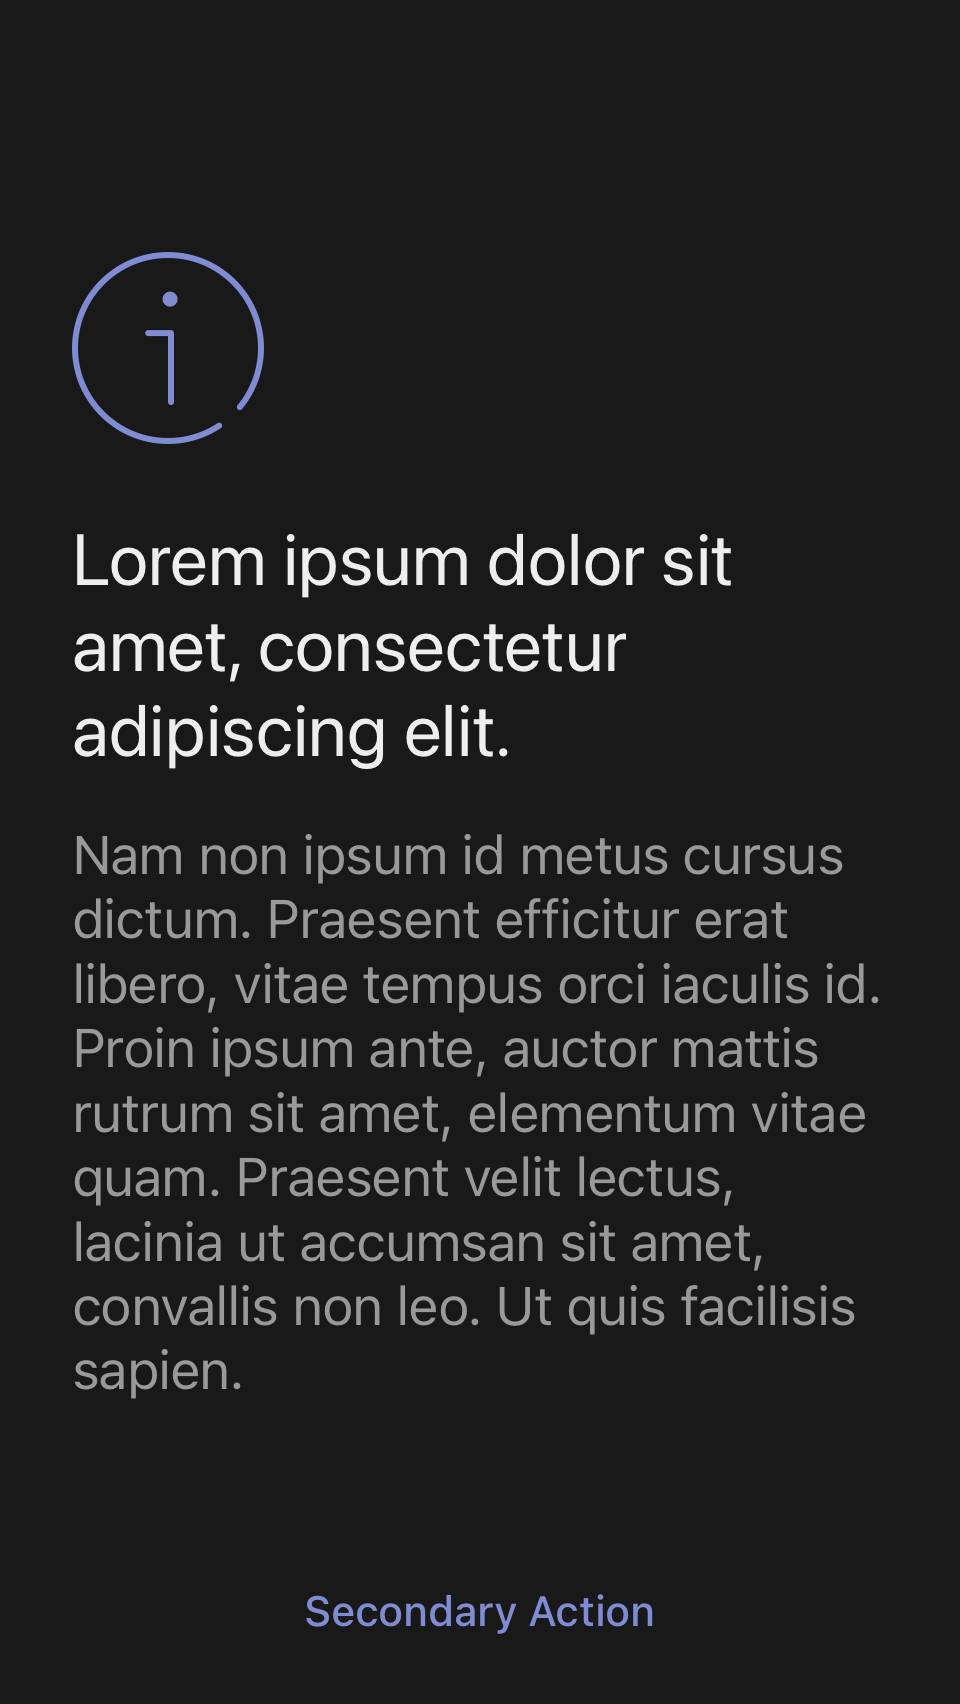 Lorem ipsum dolor sit
amet, consectetur
adipiscing elit.
Nam non ipsum id metus cursus
dictum. Praesent efficitur erat
libero, vitae tempus orci iaculis id.
Proin ipsum ante, auctor mattis
rutrum sit amet, elementum vitae
quam. Praesent velit lectus,
lacinia ut accumsan sit amet,
convallis non leo. Ut quis facilisis
sapien.
Secondary Action